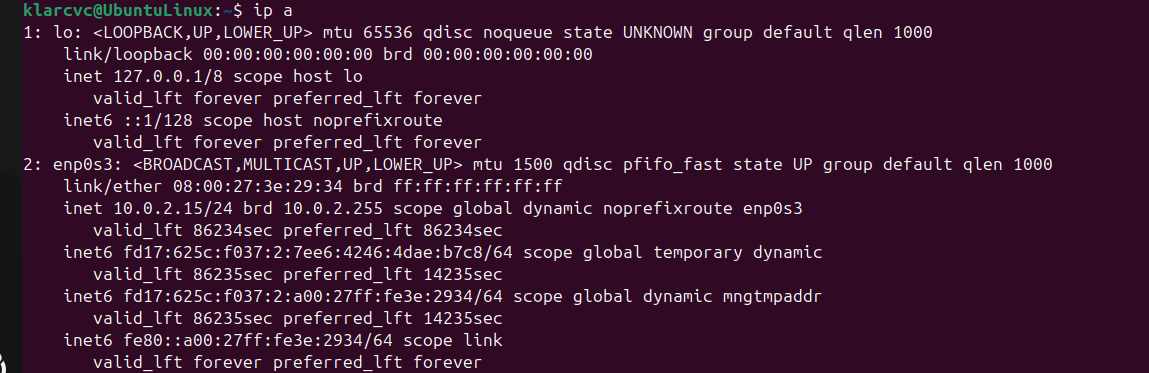 klarcvc@UbuntuLinux:~$ ip a
1: lo: <LOOPBACK,UP,LOWER_UP> mtu 65536 qdisc noqueue state UNKNOWN group default qlen 1000
link/loopback 00:00:00:00:00:00 brd 00:00:00:00:00:00
inet 127.0.0.1/8 scope host lo
valid_lft forever preferred_lft forever
inet6 ::1/128 scope host noprefixroute
valid_lft forever preferred_lft forever
2: enp0s3: <BROADCAST,MULTICAST,UP,LOWER_UP> mtu 1500 qdisc pfifo_fast state UP group default qlen 1000
link/ether 08:00:27:3e:29:34 brd ff:ff:ff:ff:ff:ff
inet 10.0.2.15/24 brd 10.0.2.255 scope global dynamic noprefixroute enp0s3
valid_lft 86234sec preferred_lft 86234sec
inet6 fd17:625c:f037:2:7ee6:4246:4dae:b7c8/64 scope global temporary dynamic
valid_lft 86235sec preferred_lft 14235sec
inet6 fd17:625c:f037:2:a00:27ff:fe3e:2934/64 scope global dynamic mngtmpaddr
valid_lft 86235sec preferred_lft 14235sec
inet6 fe80::a00:27ff:fe3e:2934/64 scope link
valid_lft forever preferred_lft forever